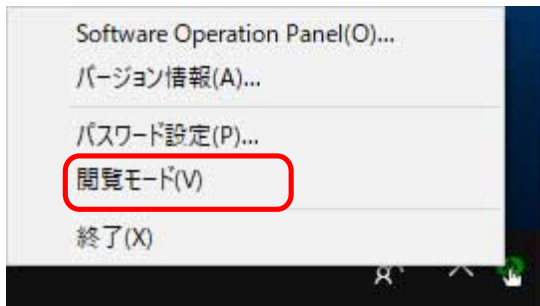 Software Operation Panel(O)...
バージョン情報(A)...
パスワード設定(P)...
閲覧モード(V)
終了(X)